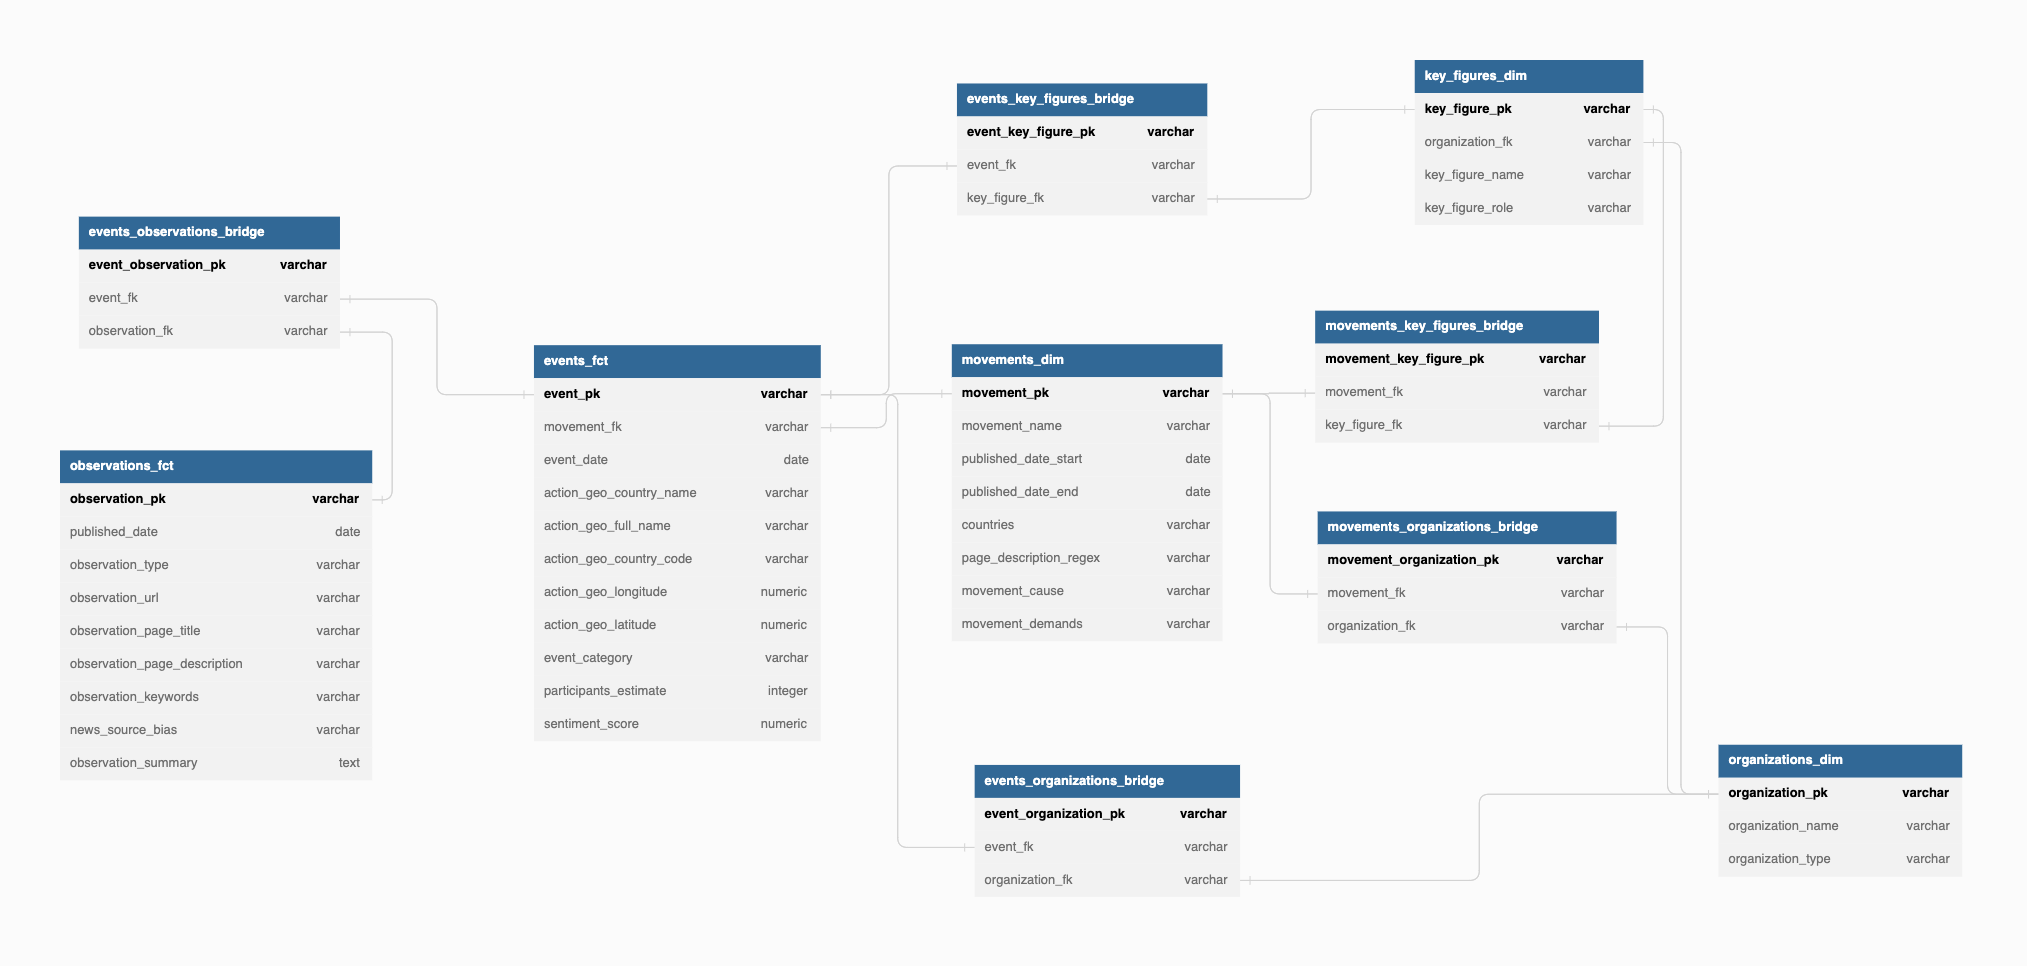 events_observations_bridge
event_observation_pk varchar
event_fk varchar
observation_fk varchar
observations_fct
observation_pk varchar
published_date date
observation_type varchar
observation_url varchar
observation_page_title varchar
observation_page_description varchar
observation_keywords varchar
news_source_bias varchar
observation_summary text
events_fct
event_pk varchar
movement_fk varchar
event_date date
action_geo_country_name varchar
action_geo_full_name varchar
action_geo_country_code varchar
action_geo_longitude numeric
action_geo_latitude numeric
event_category varchar
participants_estimate integer
sentiment_score numeric
events_key_figures_bridge
event_key_figure_pk varchar
event_fk varchar
key_figure_fk varchar
movements_dim
movement_pk varchar
movement_name varchar
published_date_start date
published_date_end date
countries varchar
page_description_regex varchar
movement_cause varchar
movement_demands varchar
events_organizations_bridge
event_organization_pk varchar
event_fk varchar
organization_fk varchar
key_figures_dim
key_figure_pk varchar
organization_fk varchar
key_figure_name varchar
key_figure_role varchar
movements_key_figures_bridge
movement_key_figure_pk varchar
movement_fk varchar
key_figure_fk varchar
movements_organizations_bridge
movement_organization_pk varchar
movement_fk varchar
organization_fk varchar
organizations_dim
organization_pk varchar
organization_name varchar
organization_type varchar